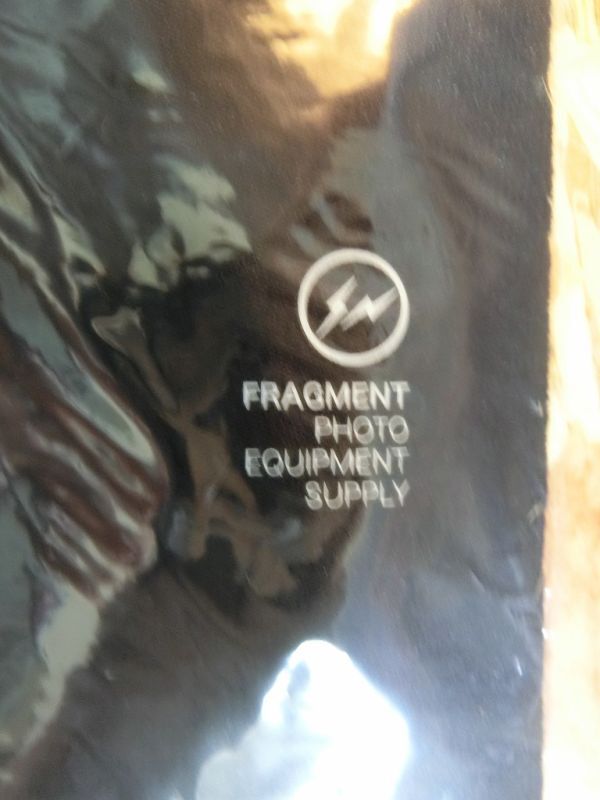 FRAGMENT
PHOTO
EQUIPMENT
SUPPLY